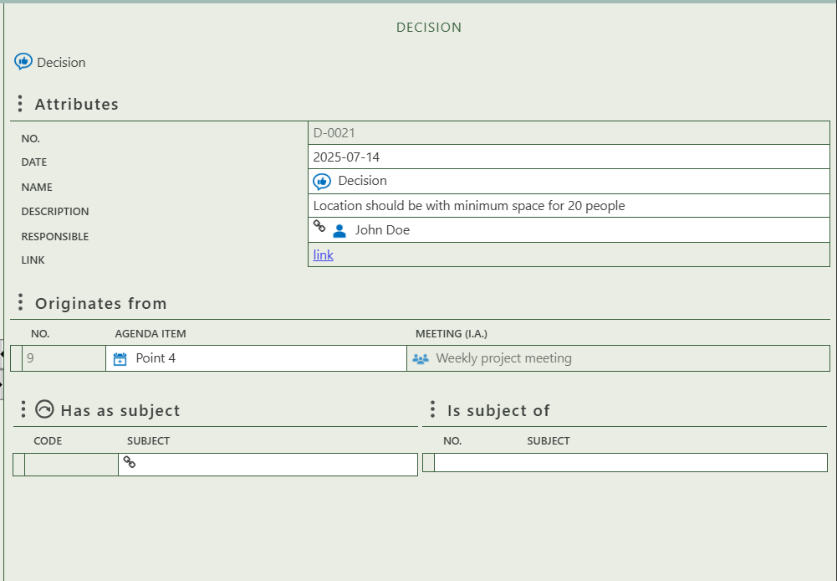 DECISION
Decision
Attributes
NO. D-0021
DATE 2025-07-14
NAME Decision
DESCRIPTION Location should be with minimum space for 20 people
RESPONSIBLE John Doe
LINK link
Originates from
NO. AGENDA ITEM MEETING (I.A.)
9 Point 4 Weekly project meeting
Has as subject Is subject of
CODE SUBJECT NO. SUBJECT